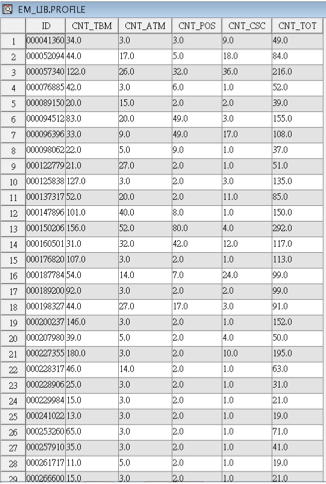 EM_LIB.PROFILE
ID CNT_TBM CNT_ATM CNT_POS CNT_CSC CNT_TOT
1 000041360 34.0 3.0 3.0 9.0 49.0
2 000052094 44.0 17.0 5.0 18.0 84.0
3 000057340 122.0 26.0 32.0 36.0 216.0
4 000076885 42.0 3.0 6.0 1.0 52.0
5 000089150 20.0 15.0 2.0 2.0 39.0
6 000094512 83.0 20.0 49.0 3.0 155.0
7 000096396 33.0 9.0 49.0 17.0 108.0
8 000098062 22.0 5.0 9.0 1.0 37.0
9 000122779 21.0 27.0 2.0 1.0 51.0
10 000125838 127.0 3.0 2.0 3.0 135.0
11 000137317 52.0 20.0 2.0 11.0 85.0
12 000147896 101.0 40.0 8.0 1.0 150.0
13 000150206 156.0 52.0 80.0 4.0 292.0
14 000160501 31.0 32.0 42.0 12.0 117.0
15 000176820 107.0 3.0 2.0 1.0 113.0
16 000187784 54.0 14.0 7.0 24.0 99.0
17 000189200 92.0 3.0 2.0 2.0 99.0
18 000198327 44.0 27.0 17.0 3.0 91.0
19 000200237 146.0 3.0 2.0 1.0 152.0
20 000207980 39.0 5.0 2.0 4.0 50.0
21 000227355 180.0 3.0 2.0 10.0 195.0
22 000228317 46.0 14.0 2.0 1.0 63.0
23 000228906 25.0 3.0 2.0 1.0 31.0
24 000229984 15.0 3.0 2.0 1.0 21.0
25 000241022 13.0 3.0 2.0 1.0 19.0
26 000253260 65.0 3.0 2.0 1.0 71.0
27 000257910 35.0 3.0 2.0 1.0 41.0
28 000261717 11.0 5.0 2.0 1.0 19.0
29 000266600 15.0 3.0 2.0 1.0 21.0